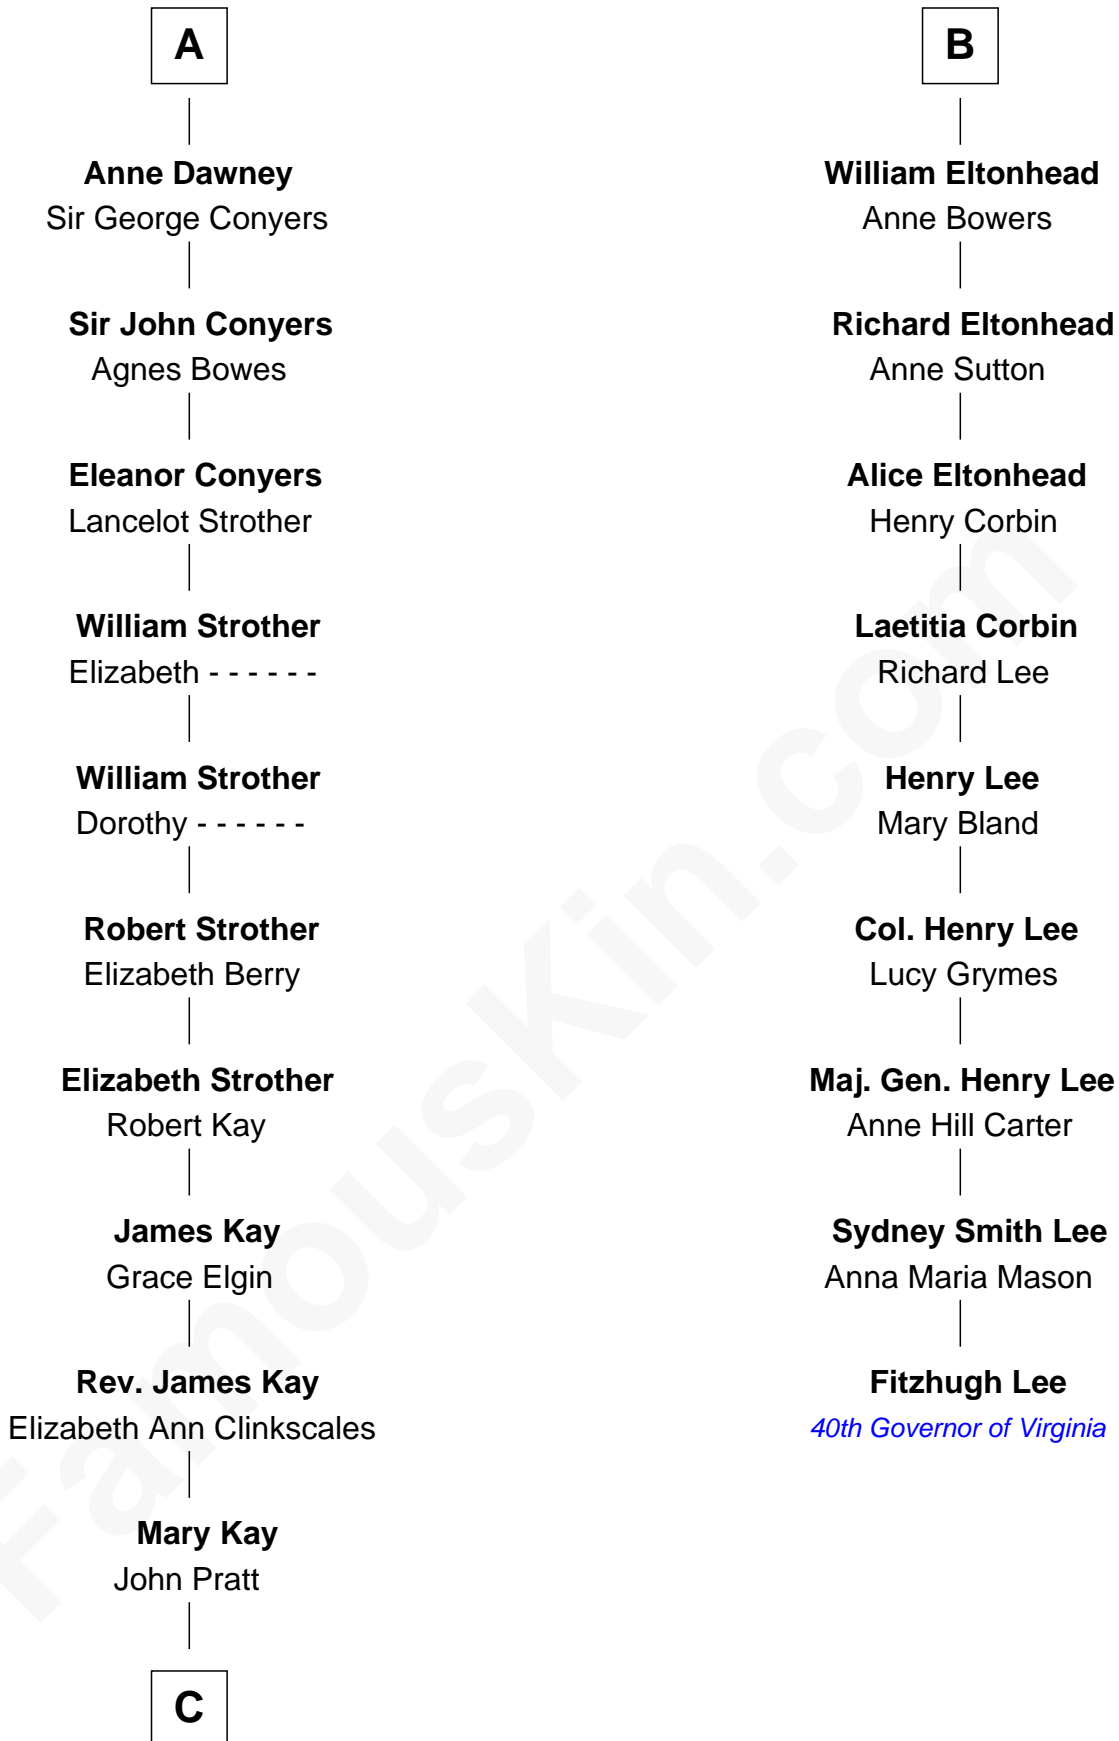 A
Anne Dawney
Sir George Conyers
Sir John Conyers
Agnes Bowes
Eleanor Conyers
Lancelot Strother
William Strother
Elizabeth - - - - - -
William Strother
Dorothy - - - - - -
Robert Strother
Elizabeth Berry
Elizabeth Strother
Robert Kay
James Kay
Grace Elgin
Rev. James Kay
Elizabeth Ann Clinkscales
Mary Kay
John Pratt
C
B
William Eltonhead
Anne Bowers
Richard Eltonhead
Anne Sutton
Alice Eltonhead
Henry Corbin
Laetitia Corbin
Richard Lee
Henry Lee
Mary Bland
Col. Henry Lee
Lucy Grymes
Maj. Gen. Henry Lee
Anne Hill Carter
Sydney Smith Lee
Anna Maria Mason
Fitzhugh Lee
40th Governor of Virginia
FamousKin.com